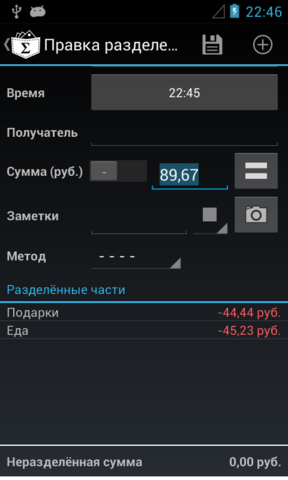 22:46
Σ Правка разделе...
Время 22:45
Получатель
Сумма (руб.) - 89,67 =
Заметки
Метод - - - -
Разделённые части
Подарки -44,44 руб.
Еда -45,23 руб.
Неразделённая сумма 0,00 руб.